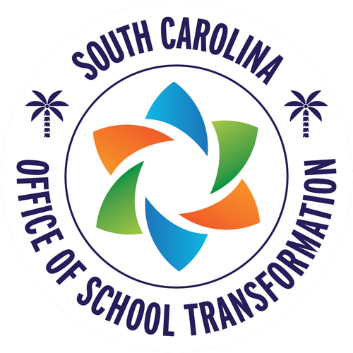 SOUTH CAROLINA
OFFICE OF SCHOOL TRANSFORMATION